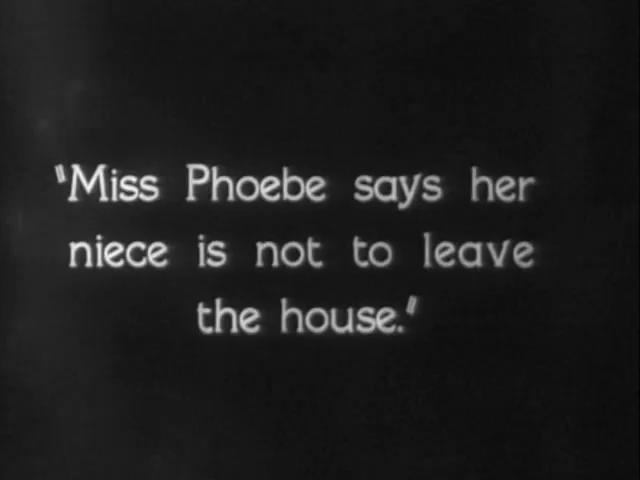 "Miss Phoebe says her
niece is not to leave
the house."